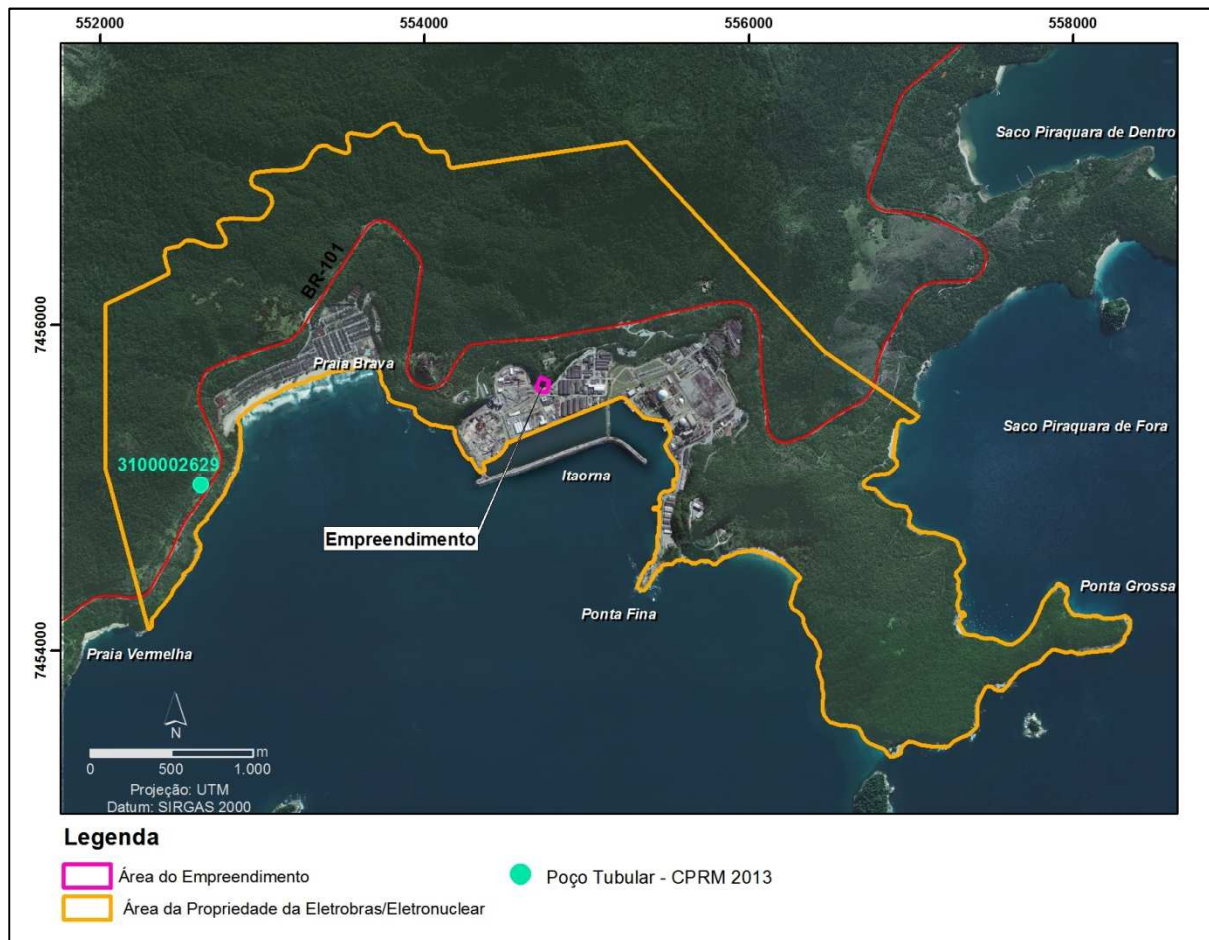 552000
554000
556000
558000
Saco Piraquara de Dentro
BR-101
7456000
Praia Brava
Saco Piraquara de Fora
3100002629
Itaorna
Empreendimento
Ponta Grossa
Ponta Fina
7454000
Praia Vermelha
N
m
0 500 1.000
Projeção: UTM
Datum: SIRGAS 2000
Legenda
Área do Empreendimento
Poço Tubular - CPRM 2013
Área da Propriedade da Eletrobras/Eletronuclear